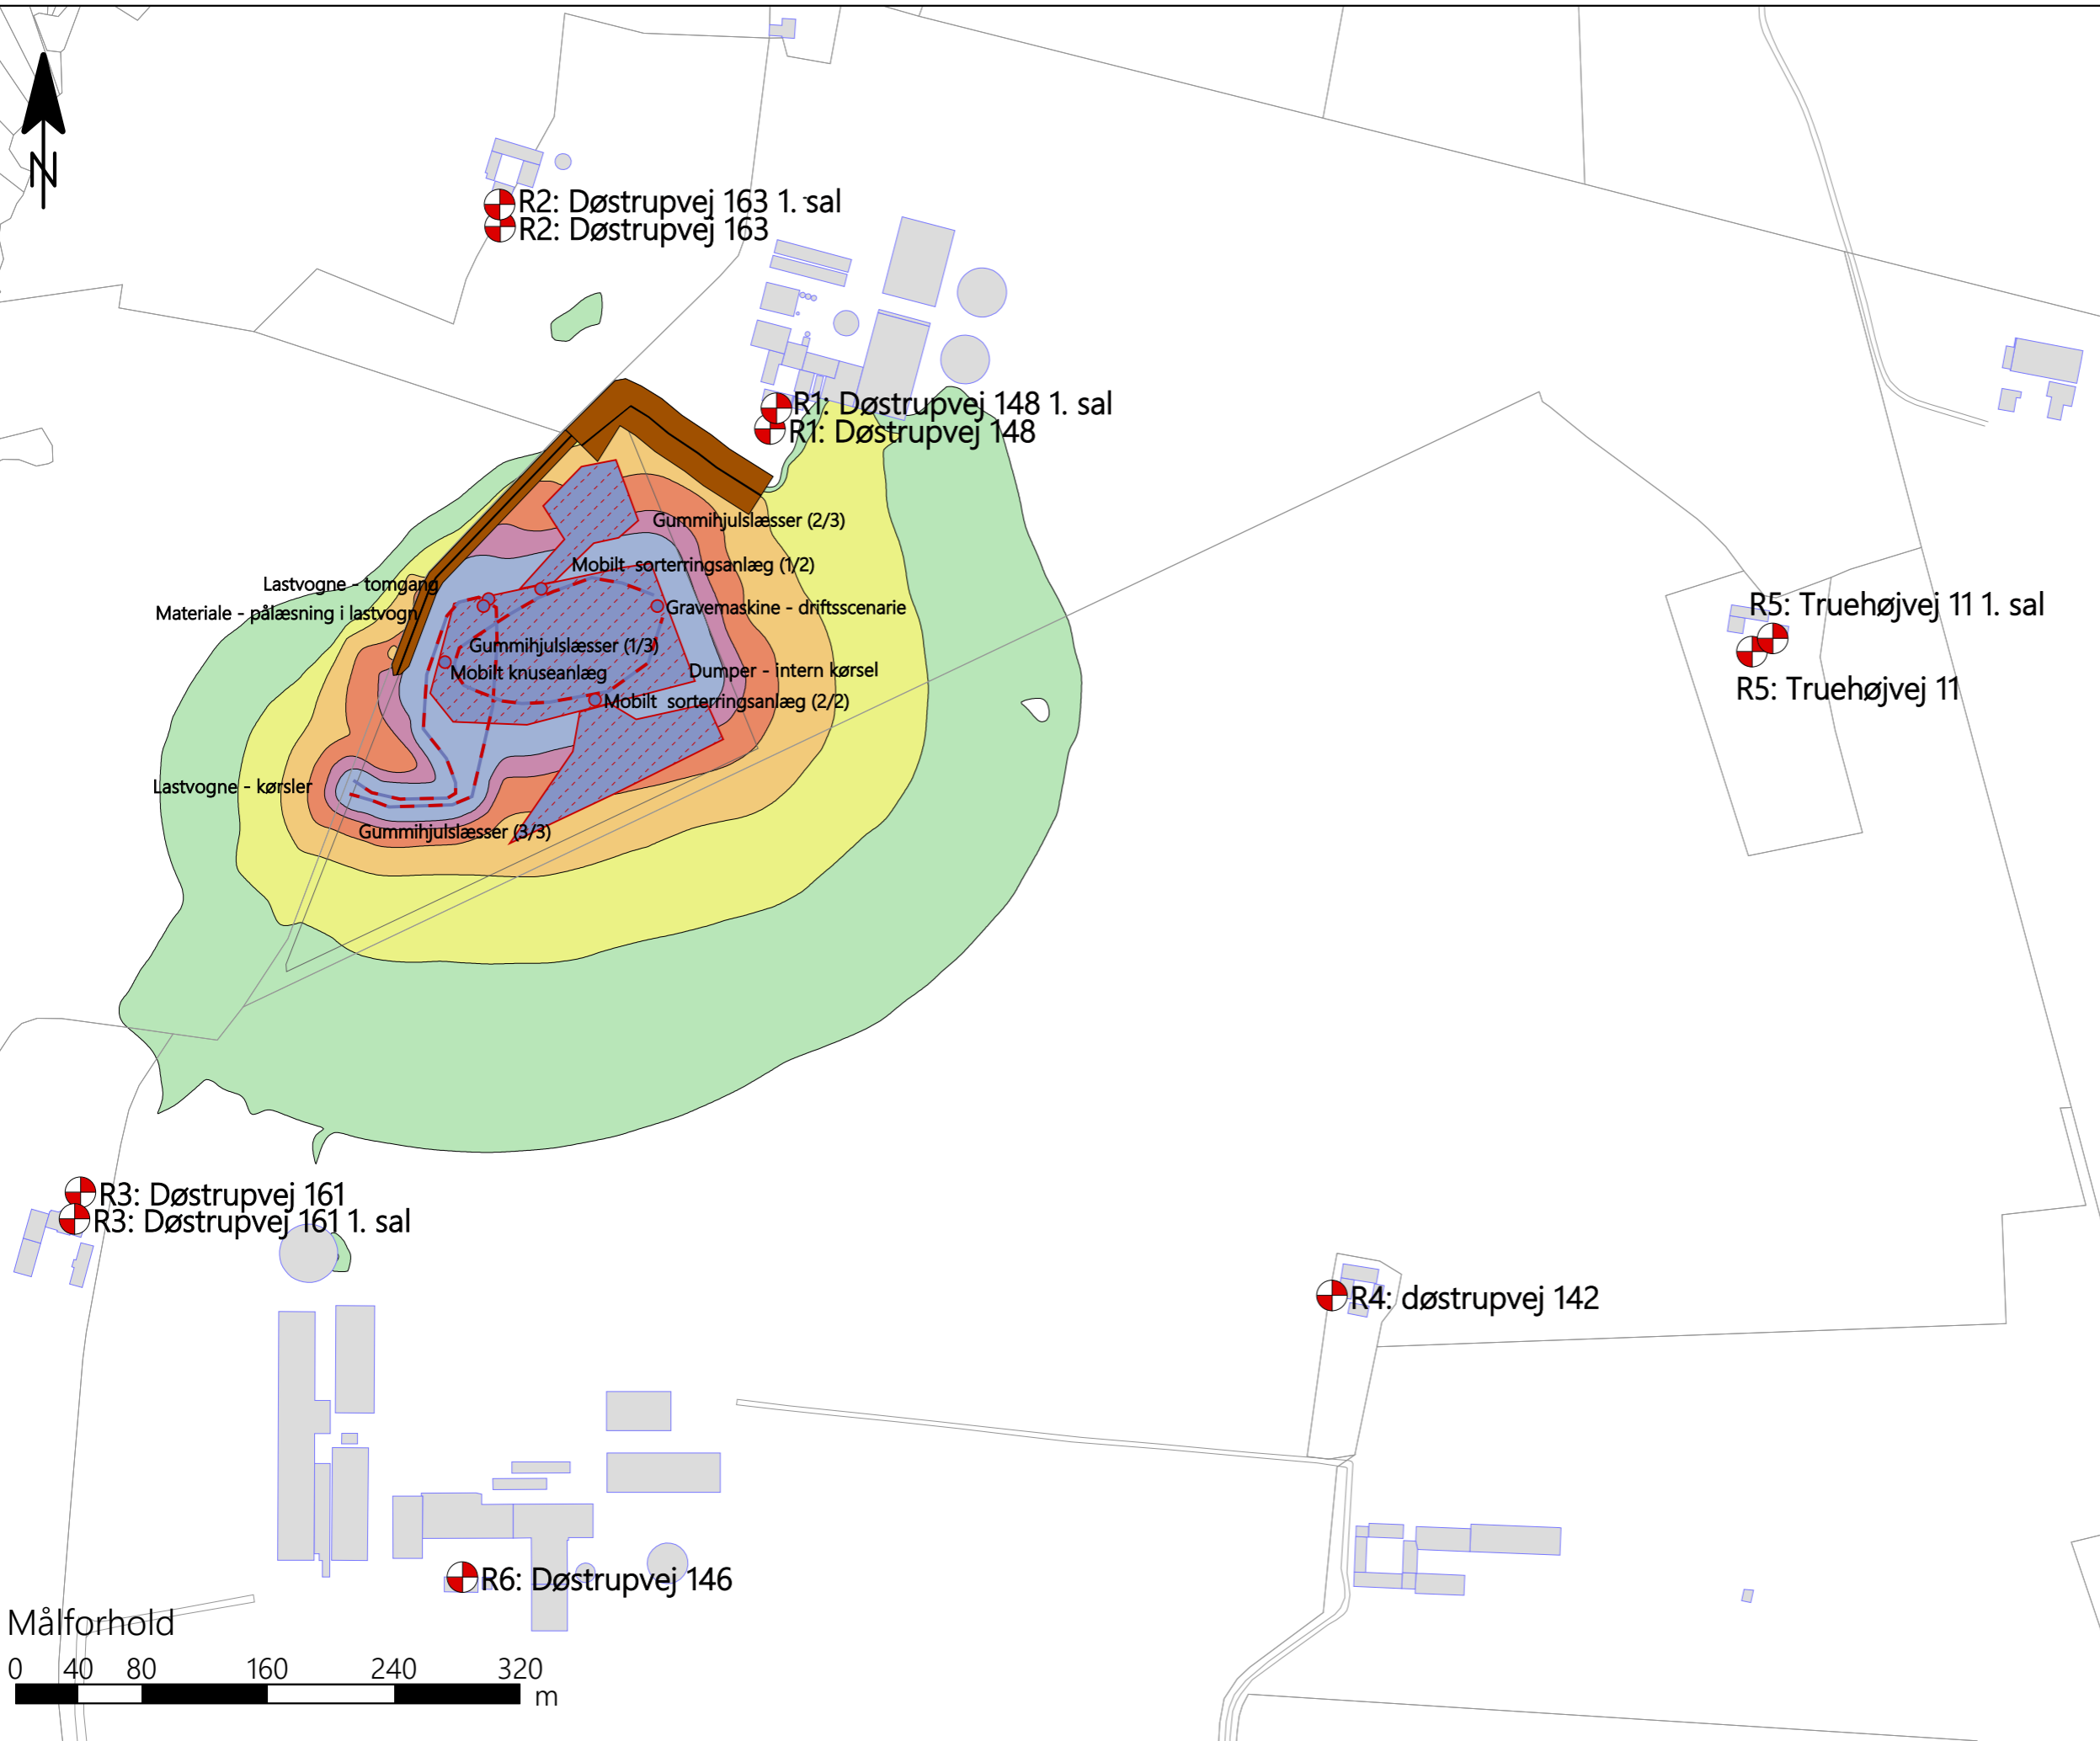 N
R2: Døstrupvej 163 1. sal
R2: Døstrupvej 163
R1: Døstrupvej 148 1. sal
R1: Døstrupvej 148
Gummihjulslæsser (2/3)
Mobilt sorterringsanlæg (1/2)
Lastvogne - tomgang
Materiale - pålæsning i lastvogn
Gravemaskine - driftsscenarie
Gummihjulslæsser (1/3)
Mobilt knuseanlæg
Dumper - intern kørsel
Mobilt sorterringsanlæg (2/2)
Lastvogne - kørsler
Gummihjulslæsser (3/3)
R5: Truehøjvej 11 1. sal
R5: Truehøjvej 11
R3: Døstrupvej 161
R3: Døstrupvej 161 1. sal
R4: døstrupvej 142
R6: Døstrupvej 146
Målforhold
0 40 80 160 240 320
m